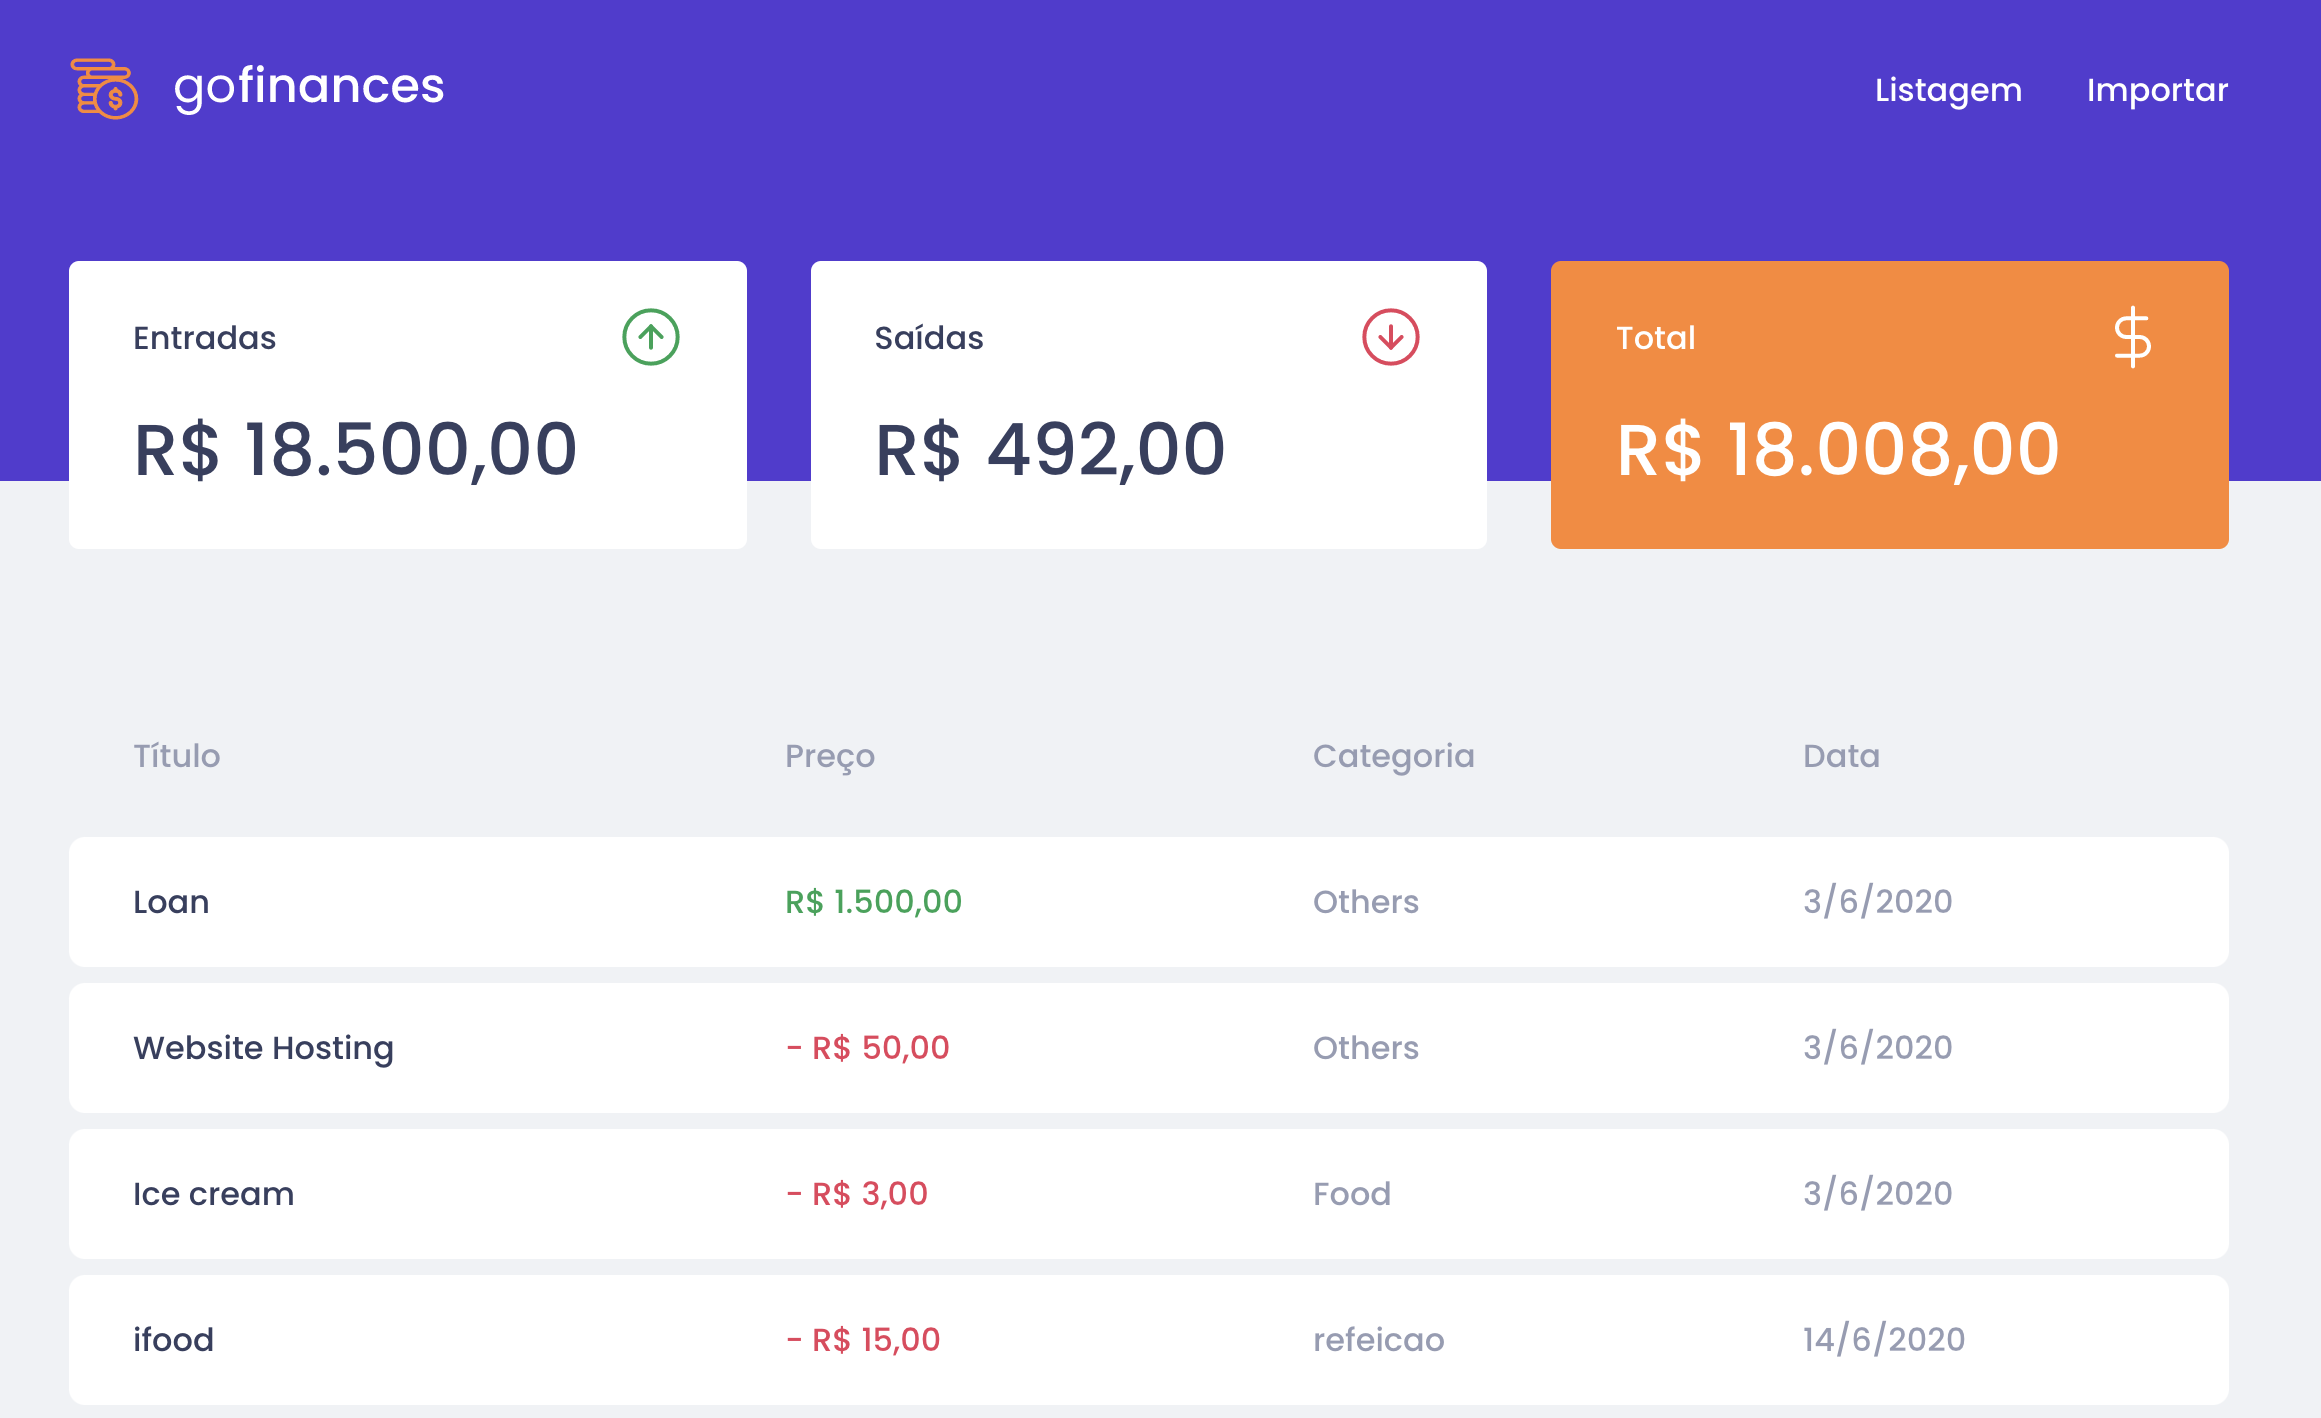 gofinances Listagem Importar
Entradas Saídas Total
R$ 18.500,00 R$ 492,00 R$ 18.008,00
Título Preço Categoria Data
Loan R$ 1.500,00 Others 3/6/2020
Website Hosting - R$ 50,00 Others 3/6/2020
Ice cream - R$ 3,00 Food 3/6/2020
ifood - R$ 15,00 refeicao 14/6/2020